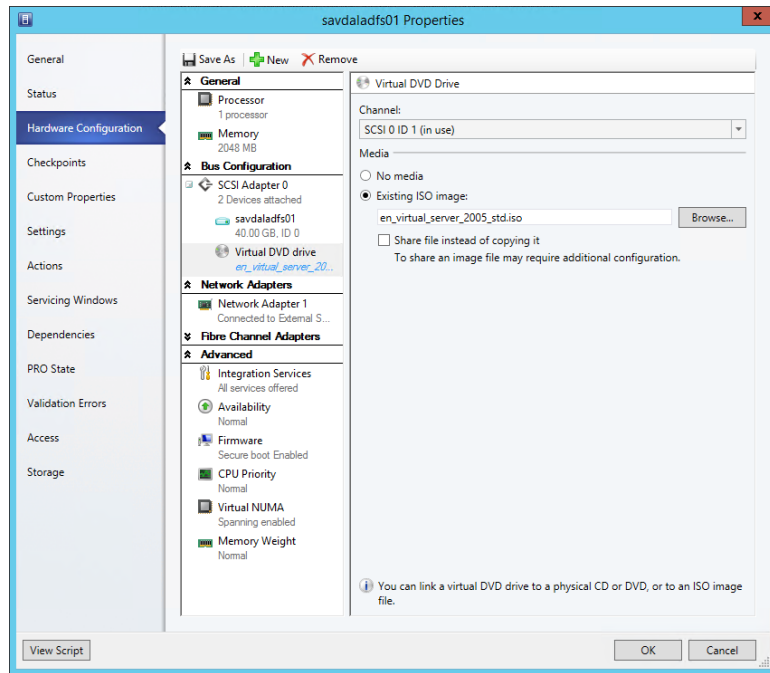 savdaladfs01 Properties
x
General
Status
Hardware Configuration
Checkpoints
Custom Properties
Settings
Actions
Servicing Windows
Dependencies
PRO State
Validation Errors
Access
Storage
Save As New Remove
General
Processor
1 processor
Memory
2048 MB
Bus Configuration
SCSI Adapter 0
2 Devices attached
savdaladfs01
40.00 GB, ID 0
Virtual DVD drive
en_virtual_server_20...
Network Adapters
Network Adapter 1
Connected to External S...
Fibre Channel Adapters
Advanced
Integration Services
All services offered
Availability
Normal
Firmware
Secure boot Enabled
CPU Priority
Normal
Virtual NUMA
Spanning enabled
Memory Weight
Normal
Virtual DVD Drive
Channel:
SCSI 0 ID 1 (in use)
Media
No media
Existing ISO image:
en_virtual_server_2005_std.iso Browse...
Share file instead of copying it
To share an image file may require additional configuration.
You can link a virtual DVD drive to a physical CD or DVD, or to an ISO image
file.
View Script OK Cancel